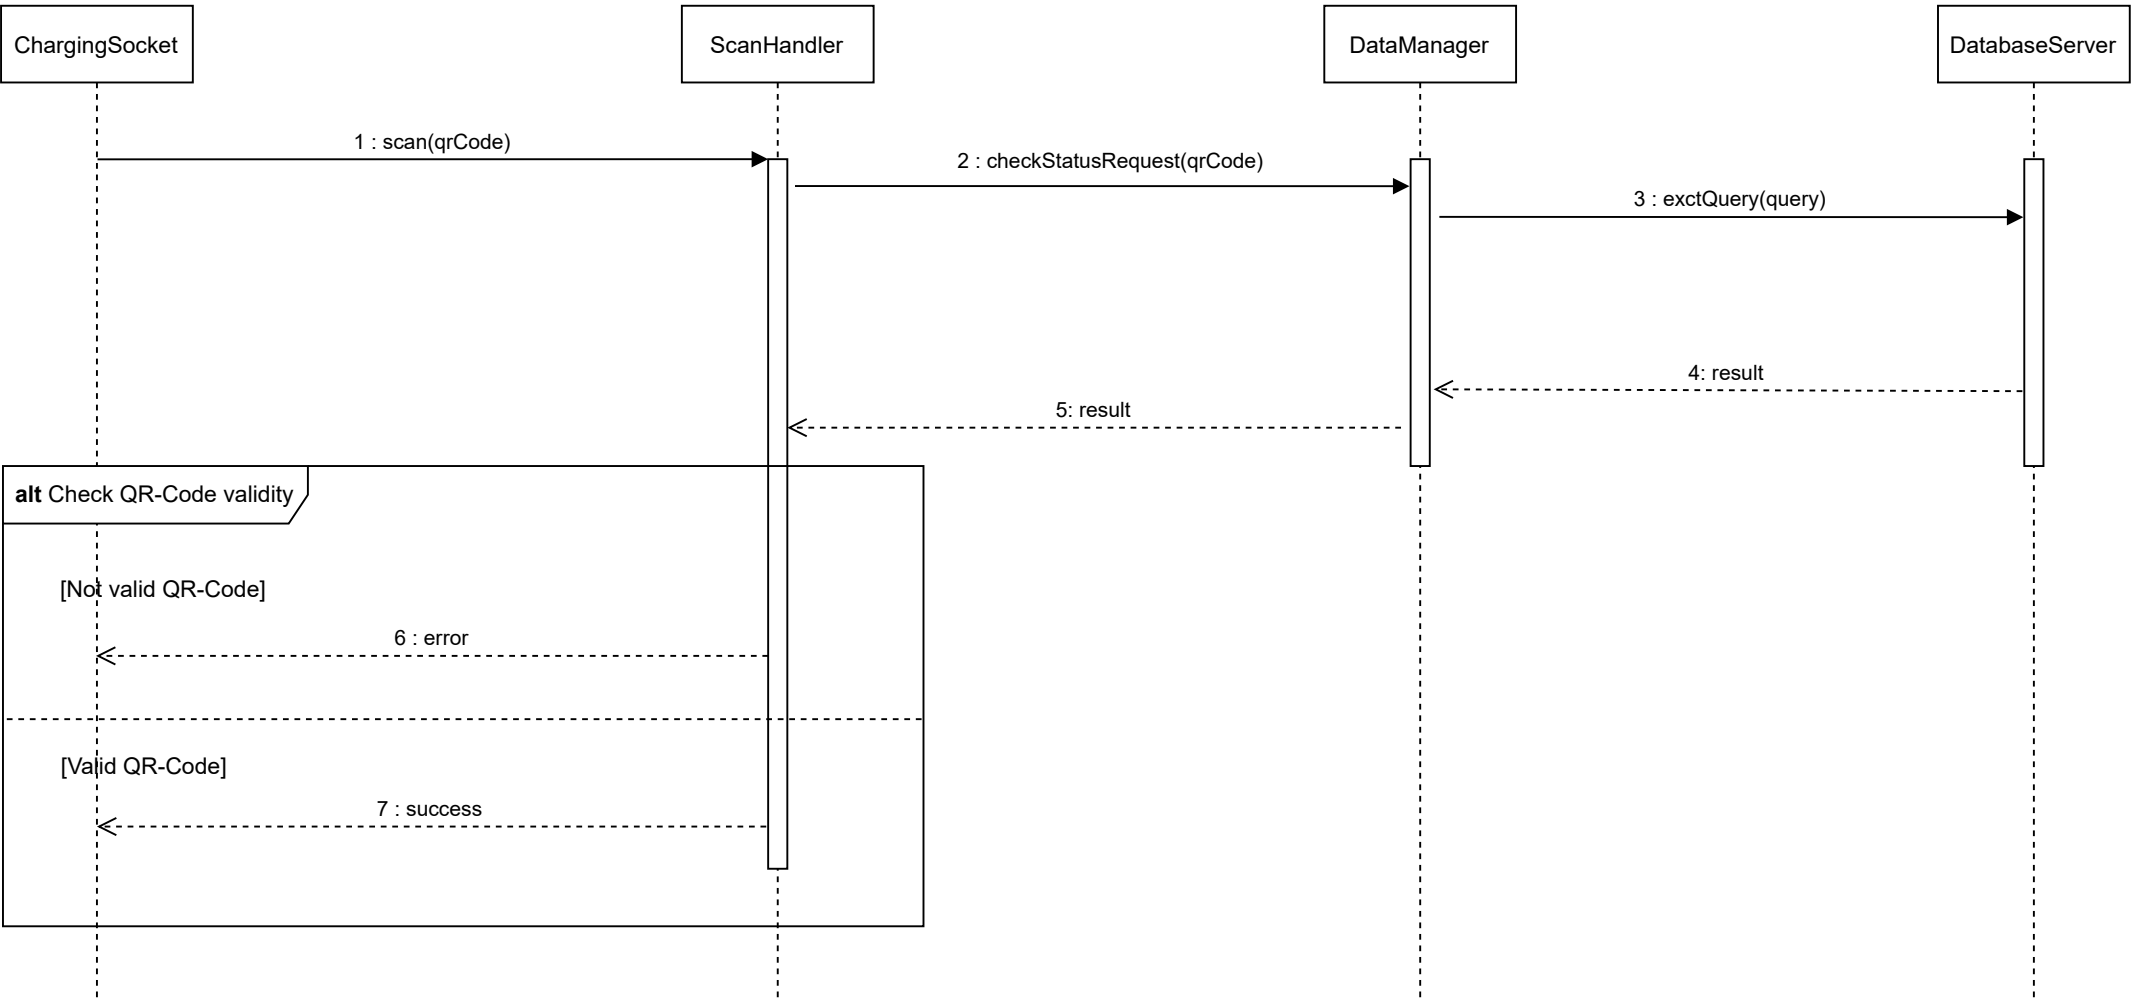 ChargingSocket
ScanHandler
DataManager
DatabaseServer
1 : scan(qrCode)
2 : checkStatusRequest(qrCode)
3 : exctQuery(query)
4: result
5: result
alt Check QR-Code validity
[Not valid QR-Code]
6 : error
[Valid QR-Code]
7 : success